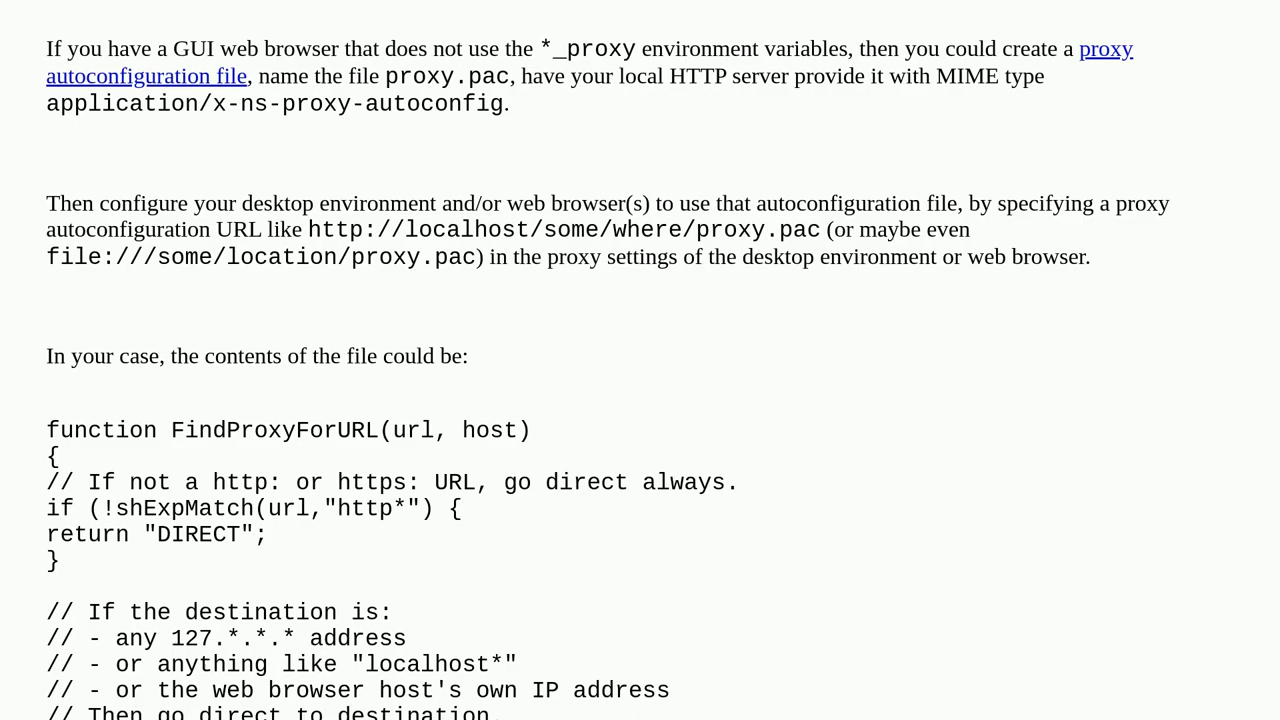 If you have a GUI web browser that does not use the *_proxy environment variables, then you could create a proxy
autoconfiguration file, name the file proxy.pac, have your local HTTP server provide it with MIME type
application/x-ns-proxy-autoconfig.
Then configure your desktop environment and/or web browser(s) to use that autoconfiguration file, by specifying a proxy
autoconfiguration URL like http://localhost/some/where/proxy.pac (or maybe even
file:///some/location/proxy.pac) in the proxy settings of the desktop environment or web browser.
In your case, the contents of the file could be:
function FindProxyForURL(url, host)
{
// If not a http: or https: URL, go direct always.
if (!shExpMatch(url,"http*") {
return "DIRECT";
}
// If the destination is:
// - any 127.*.*.* address
// - or anything like "localhost*"
// - or the web browser host's own IP address
// Then go direct to destination.